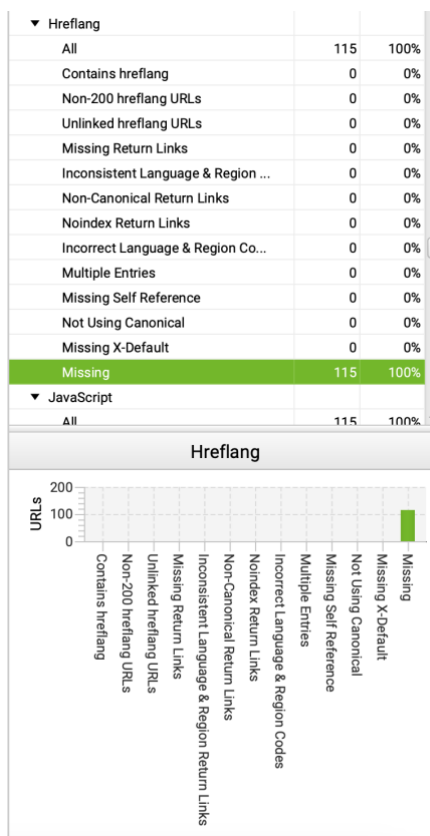 ▼ Hreflang
All 115 100%
Contains hreflang 0 0%
Non-200 hreflang URLs 0 0%
Unlinked hreflang URLs 0 0%
Missing Return Links 0 0%
Inconsistent Language & Region ... 0 0%
Non-Canonical Return Links 0 0%
Noindex Return Links 0 0%
Incorrect Language & Region Co... 0 0%
Multiple Entries 0 0%
Missing Self Reference 0 0%
Not Using Canonical 0 0%
Missing X-Default 0 0%
Missing 115 100%
▼ JavaScript
All 115 100%
Hreflang
URLs
200
100
0
Contains hreflang
Non-200 hreflang URLs
Unlinked hreflang URLs
Missing Return Links
Inconsistent Language & Region Return Links
Non-Canonical Return Links
Noindex Return Links
Incorrect Language & Region Codes
Multiple Entries
Missing Self Reference
Not Using Canonical
Missing X-Default
Missing